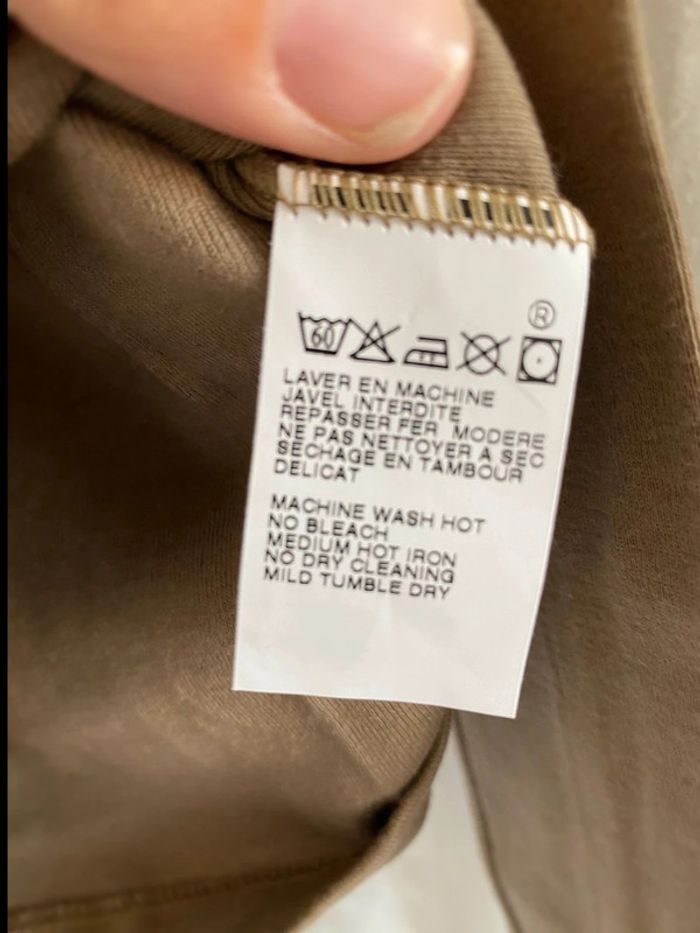 ®
60
LAVER EN MACHINE
JAVEL INTERDITE
REPASSER FER MODERE
NE PAS NETTOYER A SEC
SECHAGE EN TAMBOUR
DELICAT
MACHINE WASH HOT
NO BLEACH
MEDIUM HOT IRON
NO DRY CLEANING
MILD TUMBLE DRY